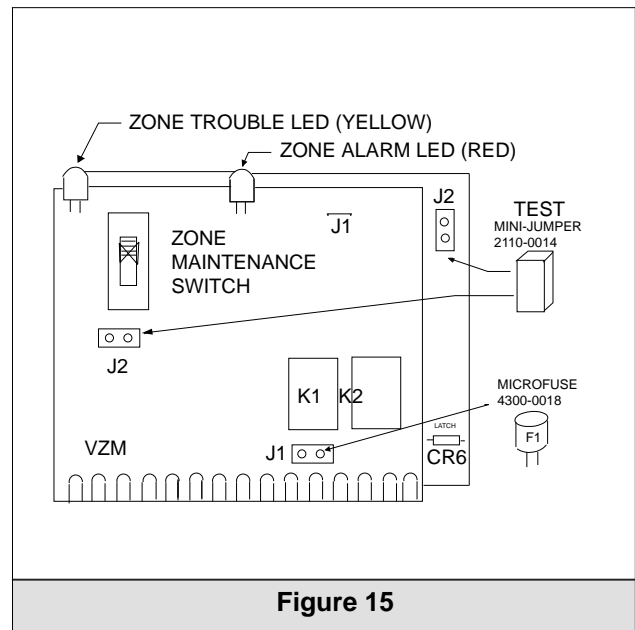 ZONE TROUBLE LED (YELLOW)
ZONE ALARM LED (RED)
J2
J1
TEST
MINI-JUMPER
2110-0014
ZONE
MAINTENANCE
SWITCH
J2
K1 K2
MICROFUSE
4300-0018
LATCH
F1
VZM
J1
CR6
Figure 15